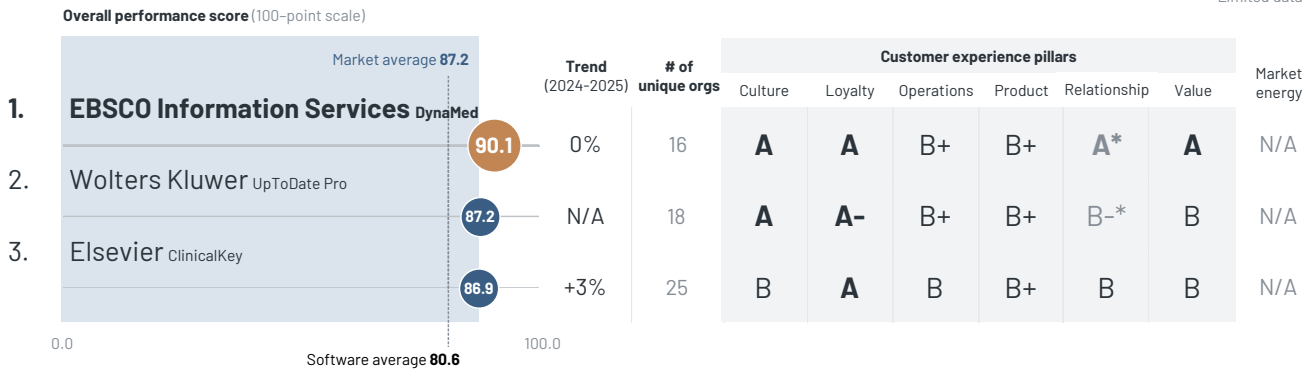 Limited data
Overall performance score (100-point scale)
Market average 87.2
Trend (2024-2025)
# of unique orgs
Customer experience pillars
Culture Loyalty Operations Product Relationship Value
Market energy
1. EBSCO Information Services DynaMed
90.1 0% 16 A A B+ B+ A* A N/A
2. Wolters Kluwer UpToDate Pro
87.2 N/A 18 A A- B+ B+ B-* B N/A
3. Elsevier ClinicalKey
86.9 +3% 25 B A B B+ B B N/A
0.0 100.0
Software average 80.6